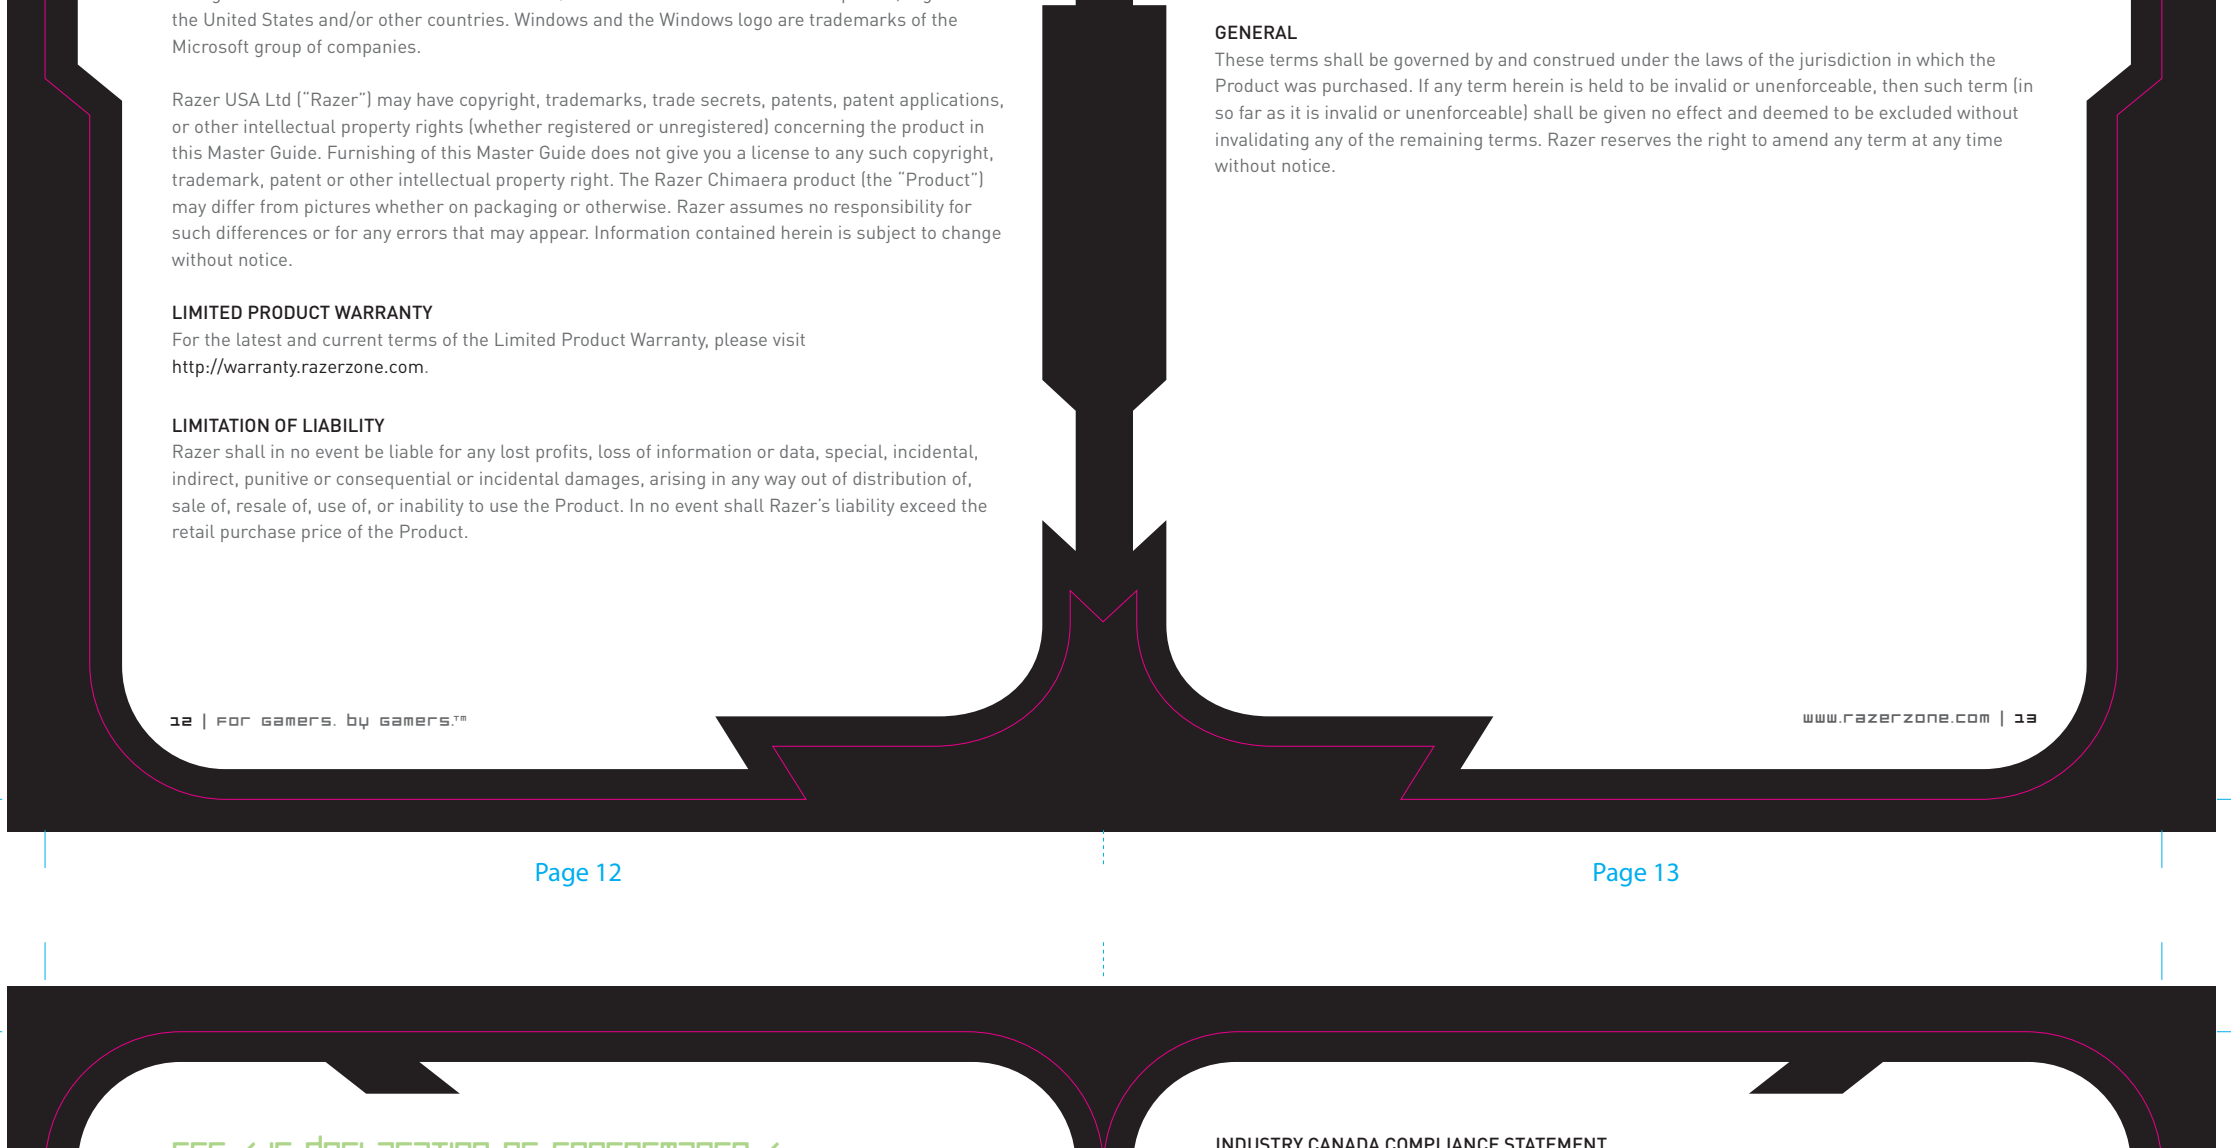 the United States and/or other countries. Windows and the Windows logo are trademarks of the
Microsoft group of companies.
Razer USA Ltd (“Razer”) may have copyright, trademarks, trade secrets, patents, patent applications,
or other intellectual property rights (whether registered or unregistered) concerning the product in
this Master Guide. Furnishing of this Master Guide does not give you a license to any such copyright,
trademark, patent or other intellectual property right. The Razer Chimaera product (the “Product”)
may differ from pictures whether on packaging or otherwise. Razer assumes no responsibility for
such differences or for any errors that may appear. Information contained herein is subject to change
without notice.
LIMITED PRODUCT WARRANTY
For the latest and current terms of the Limited Product Warranty, please visit
http://warranty.razerzone.com.
LIMITATION OF LIABILITY
Razer shall in no event be liable for any lost profits, loss of information or data, special, incidental,
indirect, punitive or consequential or incidental damages, arising in any way out of distribution of,
sale of, resale of, use of, or inability to use the Product. In no event shall Razer’s liability exceed the
retail purchase price of the Product.
12 | For Gamers. By Gamers.™
GENERAL
These terms shall be governed by and construed under the laws of the jurisdiction in which the
Product was purchased. If any term herein is held to be invalid or unenforceable, then such term (in
so far as it is invalid or unenforceable) shall be given no effect and deemed to be excluded without
invalidating any of the remaining terms. Razer reserves the right to amend any term at any time
without notice.
www.razerzone.com | 13
Page 12
Page 13
INDUSTRY CANADA COMPLIANCE STATEMENT